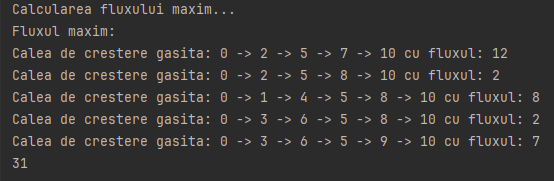 Calcularea fluxului maxim...
Fluxul maxim:
Calea de crestere gasita: 0 -> 2 -> 5 -> 7 -> 10 cu fluxul: 12
Calea de crestere gasita: 0 -> 2 -> 5 -> 8 -> 10 cu fluxul: 2
Calea de crestere gasita: 0 -> 1 -> 4 -> 5 -> 8 -> 10 cu fluxul: 8
Calea de crestere gasita: 0 -> 3 -> 6 -> 5 -> 8 -> 10 cu fluxul: 2
Calea de crestere gasita: 0 -> 3 -> 6 -> 5 -> 9 -> 10 cu fluxul: 7
31